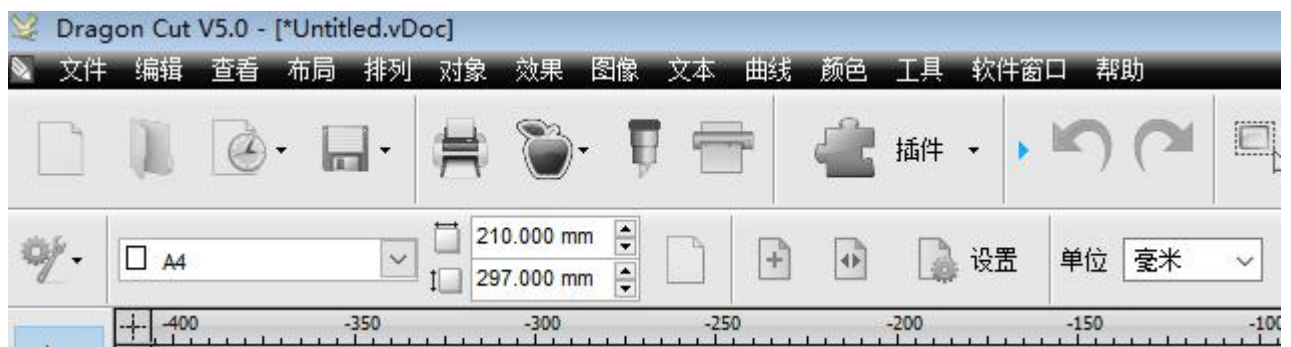 Dragon Cut V5.0 - [*Untitled.vDoc]
文件 编辑 查看 布局 排列 对象 效果 图像 文本 曲线 颜色 工具 软件窗口 帮助
插件
210.000 mm
A4 设置 单位 毫米
297.000 mm
-400 -350 -300 -250 -200 -150 -100